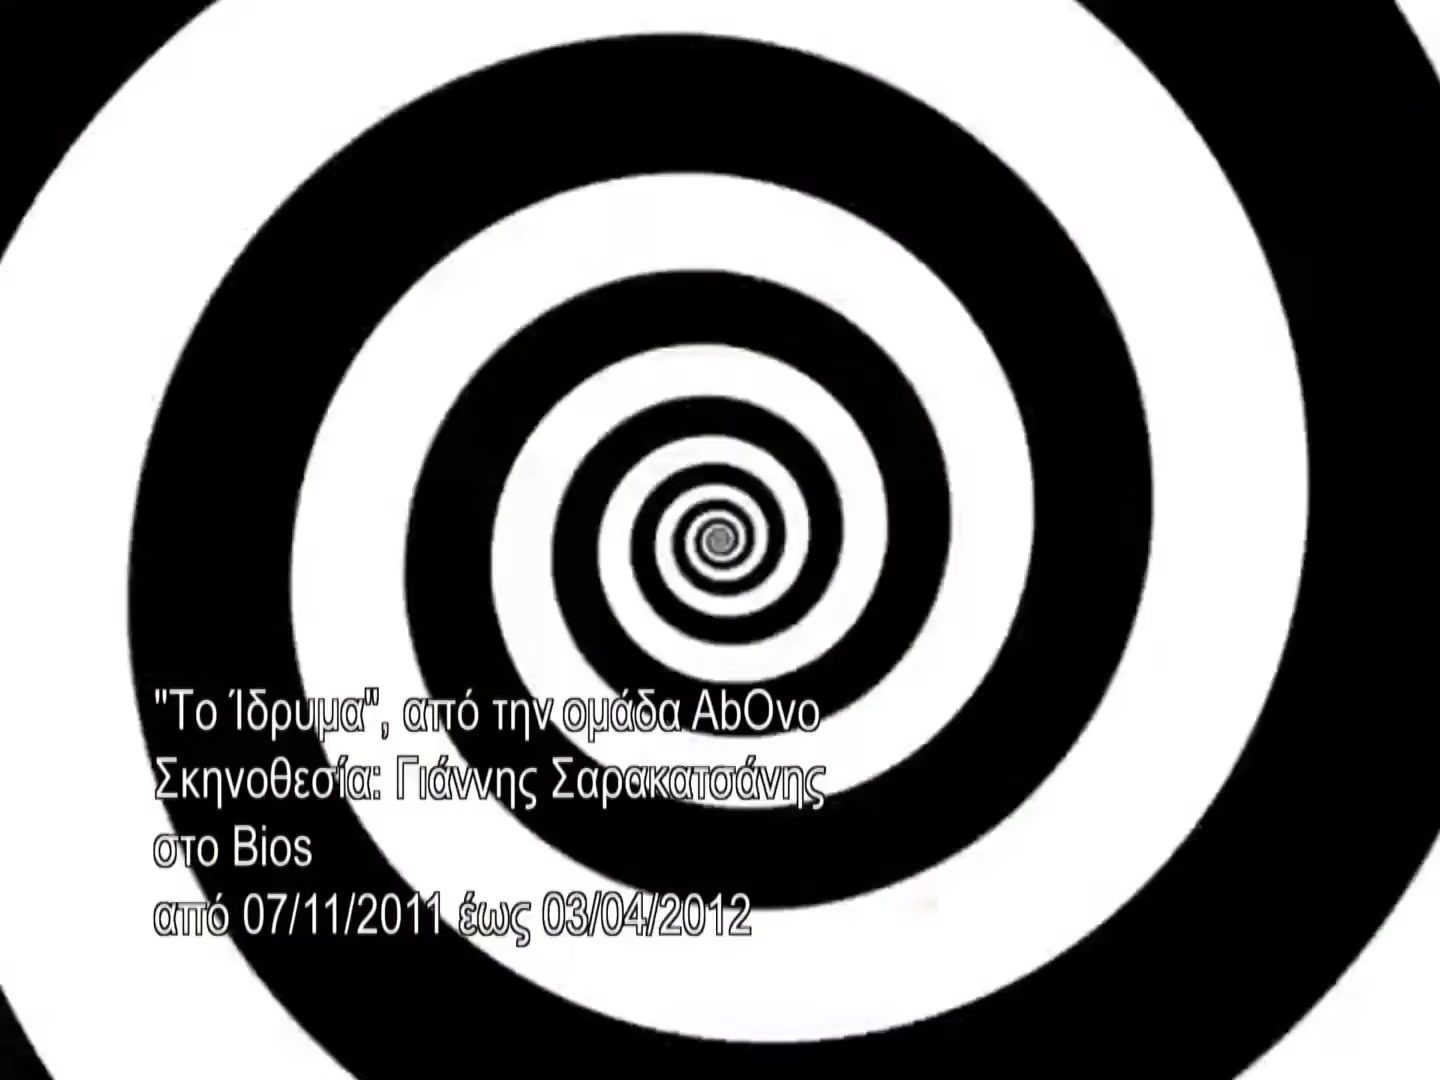 "Το Ίδρυμα", από την ομάδα AbOvo
Σκηνοθεσία: Γιάννης Σαρακατσάνης
στο Bios
από 07/11/2011 έως 03/04/2012